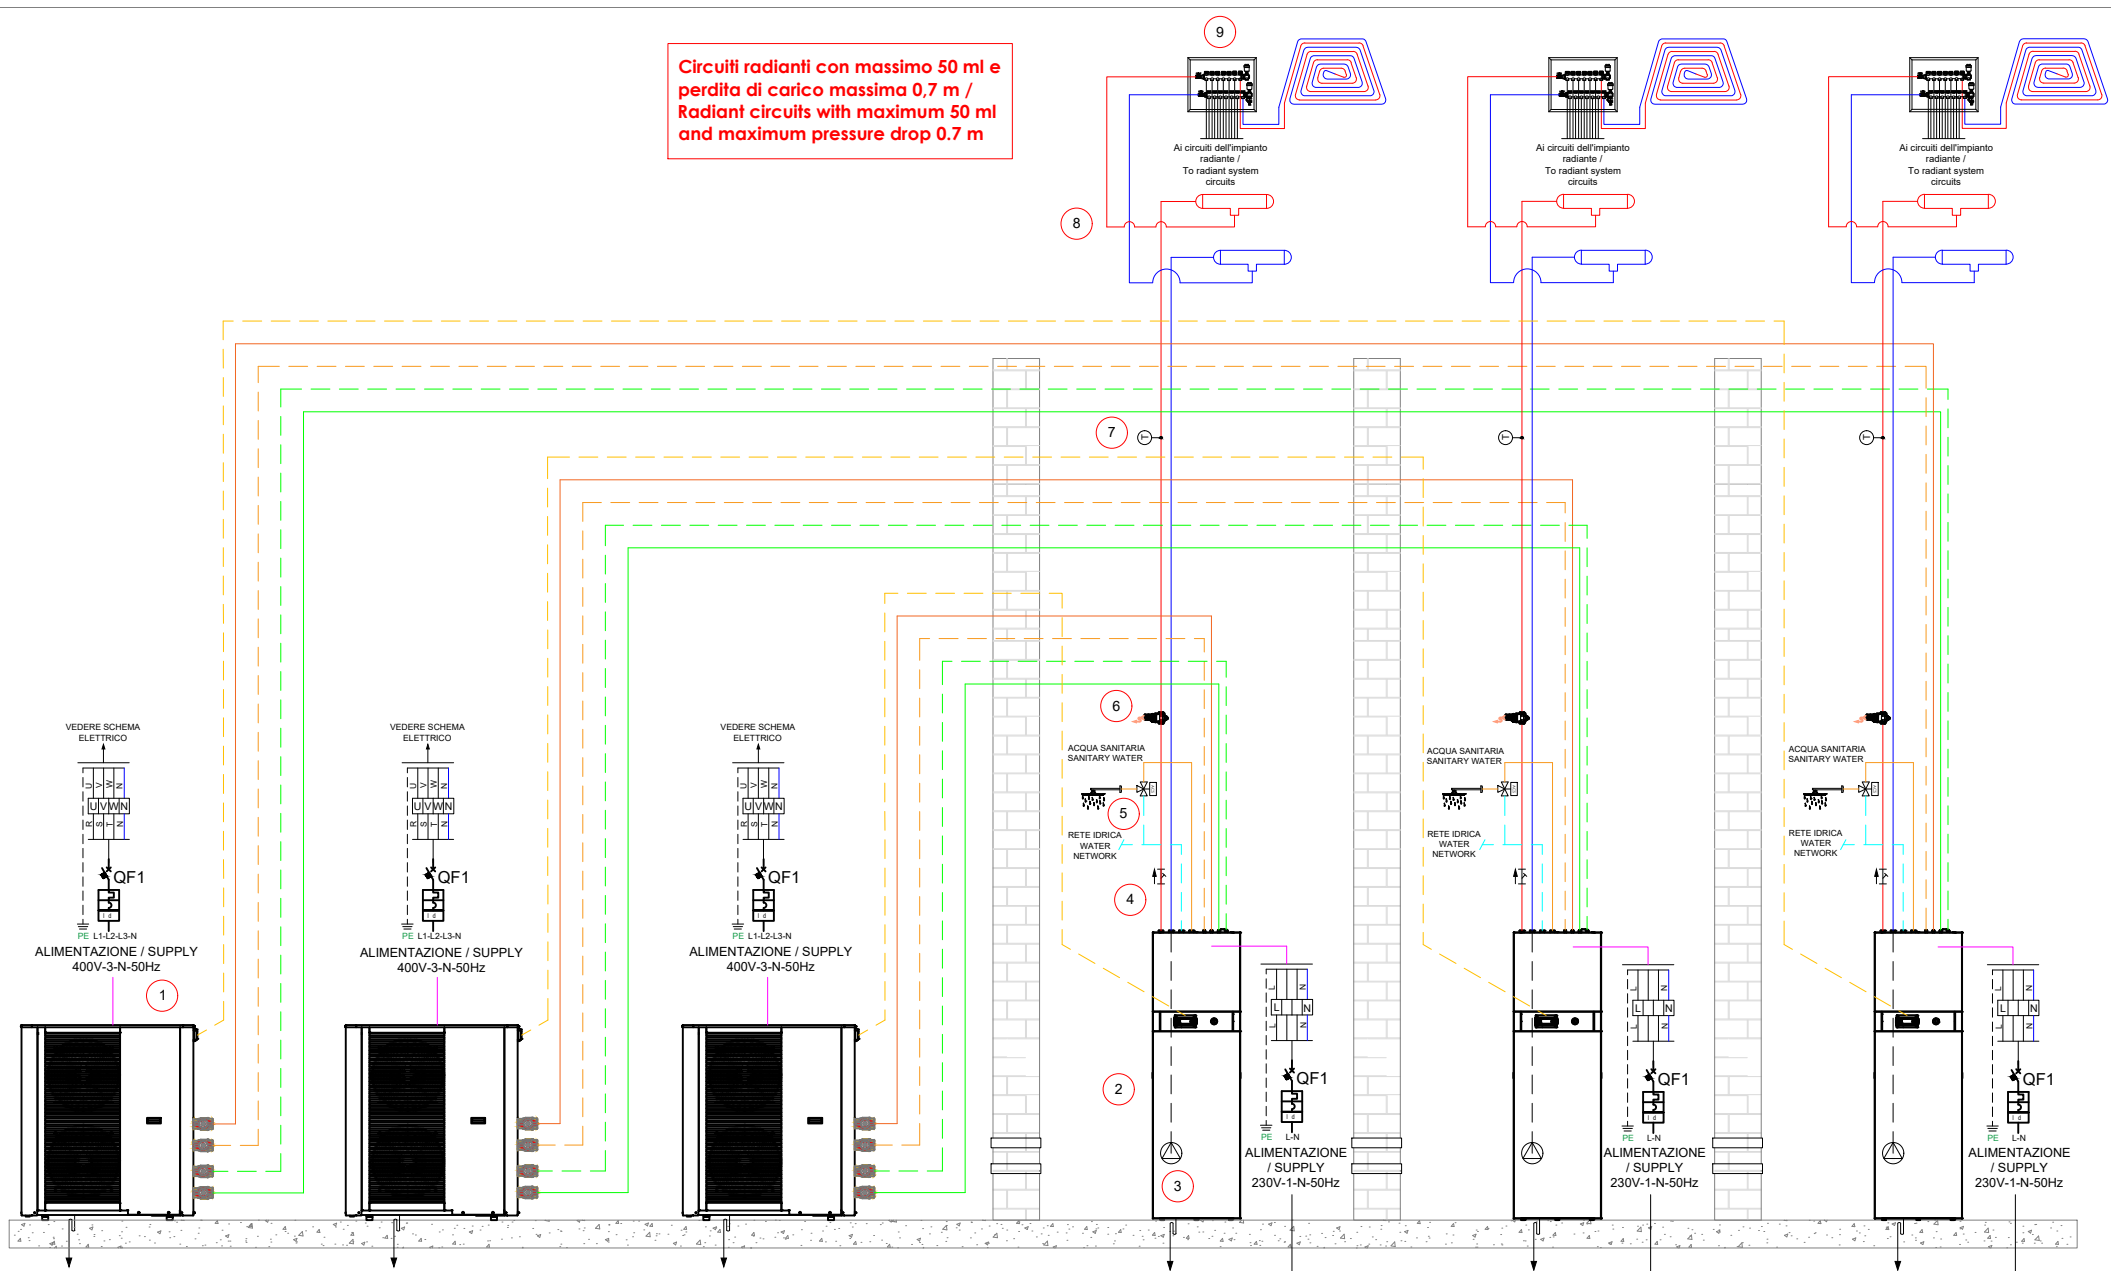 9
Circuiti radianti con massimo 50 ml e
perdita di carico massima 0,7 m /
Radiant circuits with maximum 50 ml
and maximum pressure drop 0.7 m
Ai circuiti dell'impianto
radiante /
To radiant system
circuits
Ai circuiti dell'impianto
radiante /
To radiant system
circuits
Ai circuiti dell'impianto
radiante /
To radiant system
circuits
8
7
T
T
T
6
VEDERE SCHEMA
ELETTRICO
VEDERE SCHEMA
ELETTRICO
VEDERE SCHEMA
ELETTRICO
ACQUA SANITARIA
SANITARY WATER
ACQUA SANITARIA
SANITARY WATER
ACQUA SANITARIA
SANITARY WATER
U V W N
U V W N
R S T N
U V W N
U V W N
R S T N
U V W N
U V W N
R S T N
5
RETE IDRICA
WATER
NETWORK
RETE IDRICA
WATER
NETWORK
RETE IDRICA
WATER
NETWORK
QF1
QF1
QF1
I d
I d
I d
4
PE L1-L2-L3-N
PE L1-L2-L3-N
PE L1-L2-L3-N
ALIMENTAZIONE / SUPPLY
400V-3-N-50Hz
ALIMENTAZIONE / SUPPLY
400V-3-N-50Hz
ALIMENTAZIONE / SUPPLY
400V-3-N-50Hz
1
L N
L N
L N
L N
L N
L N
L N
L N
L N
2
QF1
QF1
QF1
I d
I d
I d
PE L-N
PE L-N
PE L-N
ALIMENTAZIONE
/ SUPPLY
230V-1-N-50Hz
ALIMENTAZIONE
/ SUPPLY
230V-1-N-50Hz
ALIMENTAZIONE
/ SUPPLY
230V-1-N-50Hz
3